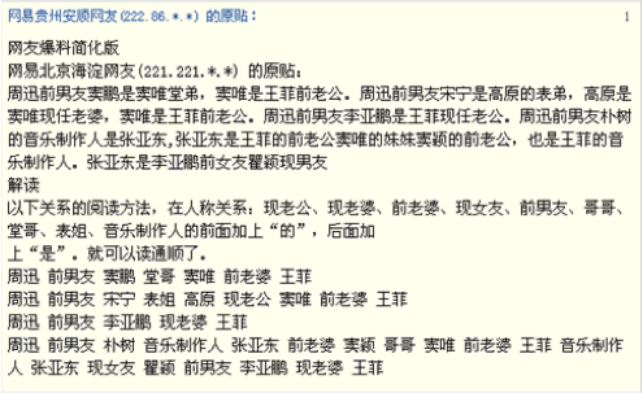 网易贵州安顺网友(222.86.*.*) 的原贴： 1
网友爆料简化版
网易北京海淀网友(221.221.*.*) 的原贴：
周迅前男友窦鹏是窦唯堂弟，窦唯是王菲前老公。周迅前男友宋宁是高原的表弟，高原是
窦唯现任老婆，窦唯是王菲前老公。周迅前男友李亚鹏是王菲现任老公。周迅前男友朴树
的音乐制作人是张亚东,张亚东是王菲的前老公窦唯的妹妹窦颖的前老公，也是王菲的音
乐制作人。张亚东是李亚鹏前女友瞿颖现男友
解读
以下关系的阅读方法，在人称关系：现老公、现老婆、前老婆、现女友、前男友、哥哥、
堂哥、表姐、音乐制作人的前面加上“的”，后面加
上“是”。就可以读通顺了。
周迅 前男友 窦鹏 堂哥 窦唯 前老婆 王菲
周迅 前男友 宋宁 表姐 高原 现老公 窦唯 前老婆 王菲
周迅 前男友 李亚鹏 现老婆 王菲
周迅 前男友 朴树 音乐制作人 张亚东 前老婆 窦颖 哥哥 窦唯 前老婆 王菲 音乐制作
人 张亚东 现女友 瞿颖 前男友 李亚鹏 现老婆 王菲